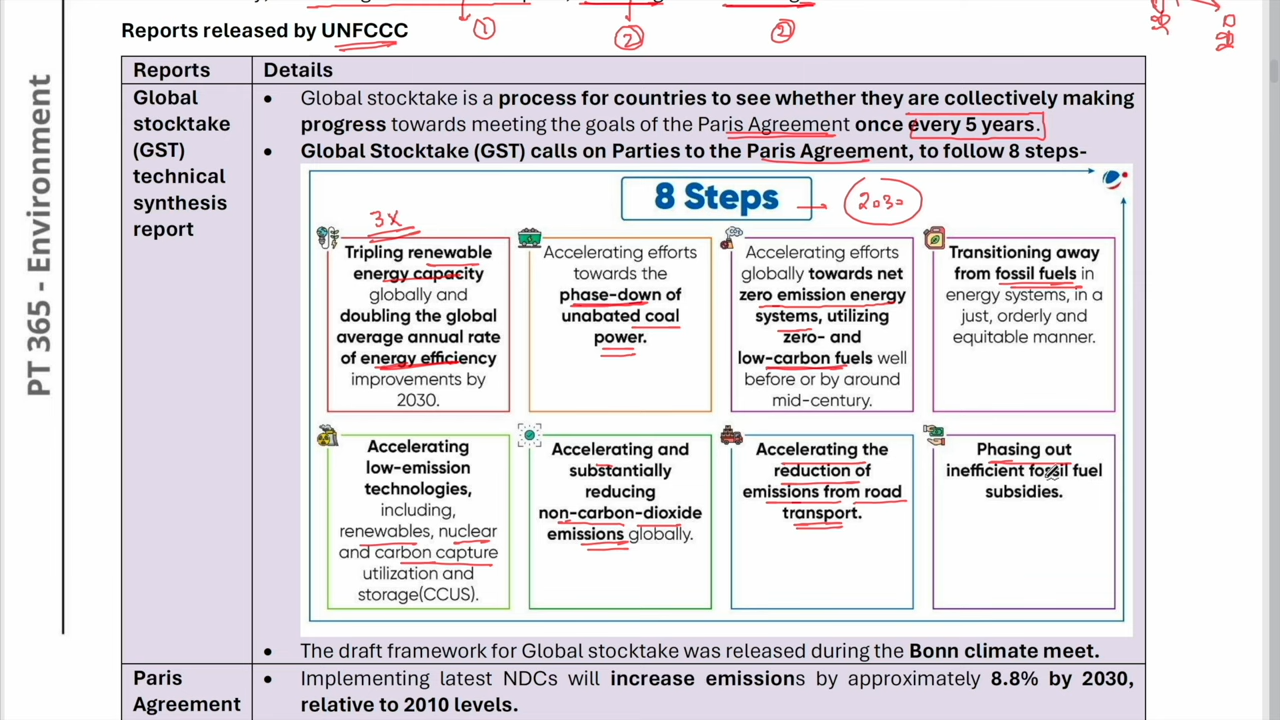 Reports released by UNFCCC
① ② ②
PT 365 - Environment
Reports Details
Global stocktake (GST) technical synthesis report
• Global stocktake is a process for countries to see whether they are collectively making
progress towards meeting the goals of the Paris Agreement once every 5 years.
• Global Stocktake (GST) calls on Parties to the Paris Agreement, to follow 8 steps-
8 Steps
2030
3x
Tripling renewable
energy capacity
globally and
doubling the global
average annual rate
of energy efficiency
improvements by
2030.
Accelerating efforts
towards the
phase-down of
unabated coal
power.
Accelerating efforts
globally towards net
zero emission energy
systems, utilizing
zero- and
low-carbon fuels well
before or by around
mid-century.
Transitioning away
from fossil fuels in
energy systems, in a
just, orderly and
equitable manner.
Accelerating
low-emission
technologies,
including,
renewables, nuclear
and carbon capture
utilization and
storage(CCUS).
Accelerating and
substantially
reducing
non-carbon-dioxide
emissions globally.
Accelerating the
reduction of
emissions from road
transport.
Phasing out
inefficient fossil fuel
subsidies.
• The draft framework for Global stocktake was released during the Bonn climate meet.
Paris
Agreement
• Implementing latest NDCs will increase emissions by approximately 8.8% by 2030,
relative to 2010 levels.